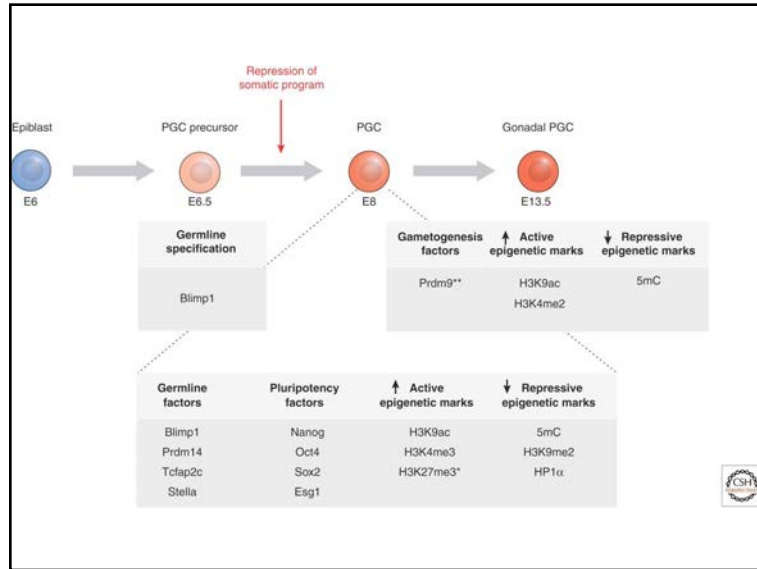 Repression of
somatic program
Epiblast
PGC precursor
PGC
Gonadal PGC
E6
E6.5
E8
E13.5
Germline
specification
Blimp1
Gametogenesis
factors
↑ Active
epigenetic marks
↓ Repressive
epigenetic marks
Prdm9**
H3K9ac
5mC
H3K4me2
Germline
factors
Pluripotency
factors
↑ Active
epigenetic marks
↓ Repressive
epigenetic marks
Blimp1
Nanog
H3K9ac
5mC
Prdm14
Oct4
H3K4me3
H3K9me2
Tcfap2c
Sox2
H3K27me3*
HP1α
Stella
Esg1
CSH